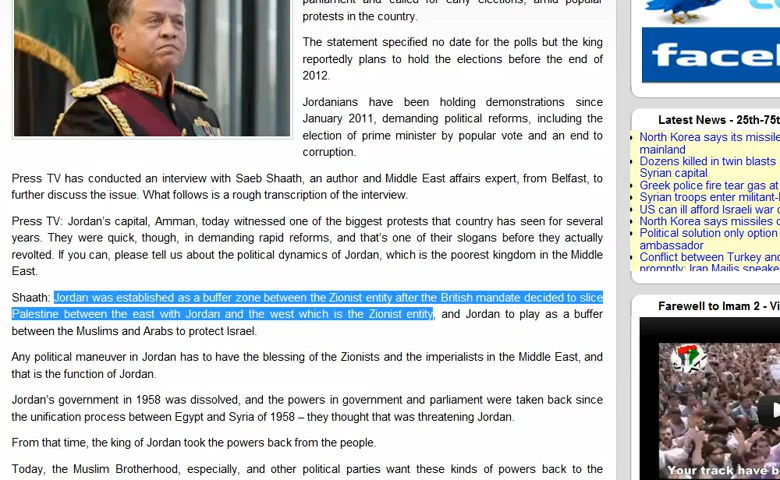 parliament and called for early elections, amid popular
protests in the country.
The statement specified no date for the polls but the king
reportedly plans to hold the elections before the end of
2012.
Jordanians have been holding demonstrations since
January 2011, demanding political reforms, including the
election of prime minister by popular vote and an end to
corruption.
Press TV has conducted an interview with Saeb Shaath, an author and Middle East affairs expert, from Belfast, to
further discuss the issue. What follows is a rough transcription of the interview.
Press TV: Jordan's capital, Amman, today witnessed one of the biggest protests that country has seen for several
years. They were quick, though, in demanding rapid reforms, and that's one of their slogans before they actually
revolted. If you can, please tell us about the political dynamics of Jordan, which is the poorest kingdom in the Middle
East.
Shaath: Jordan was established as a buffer zone between the Zionist entity after the British mandate decided to slice
Palestine between the east with Jordan and the west which is the Zionist entity, and Jordan to play as a buffer
between the Muslims and Arabs to protect Israel.
Any political maneuver in Jordan has to have the blessing of the Zionists and the imperialists in the Middle East, and
that is the function of Jordan.
Jordan's government in 1958 was dissolved, and the powers in government and parliament were taken back since
the unification process between Egypt and Syria of 1958 – they thought that was threatening Jordan.
From that time, the king of Jordan took the powers back from the people.
Today, the Muslim Brotherhood, especially, and other political parties want these kinds of powers back to the
face
Latest News - 25th-75t
North Korea says its missile
mainland
Dozens killed in twin blasts
Syrian capital
Greek police fire tear gas at
Syrian troops enter militant-
US can ill afford Israeli war
North Korea says missiles
Political solution only option
ambassador
Conflict between Turkey and
promptly: Iran Majlis speake
Farewell to Imam 2 - Vi
Your track have b